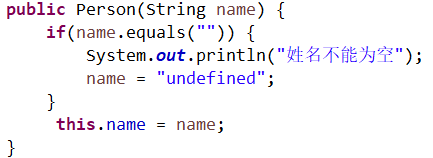 public Person(String name) {
if(name.equals("")) {
System.out.println("姓名不能为空");
name = "undefined";
}
this.name = name;
}